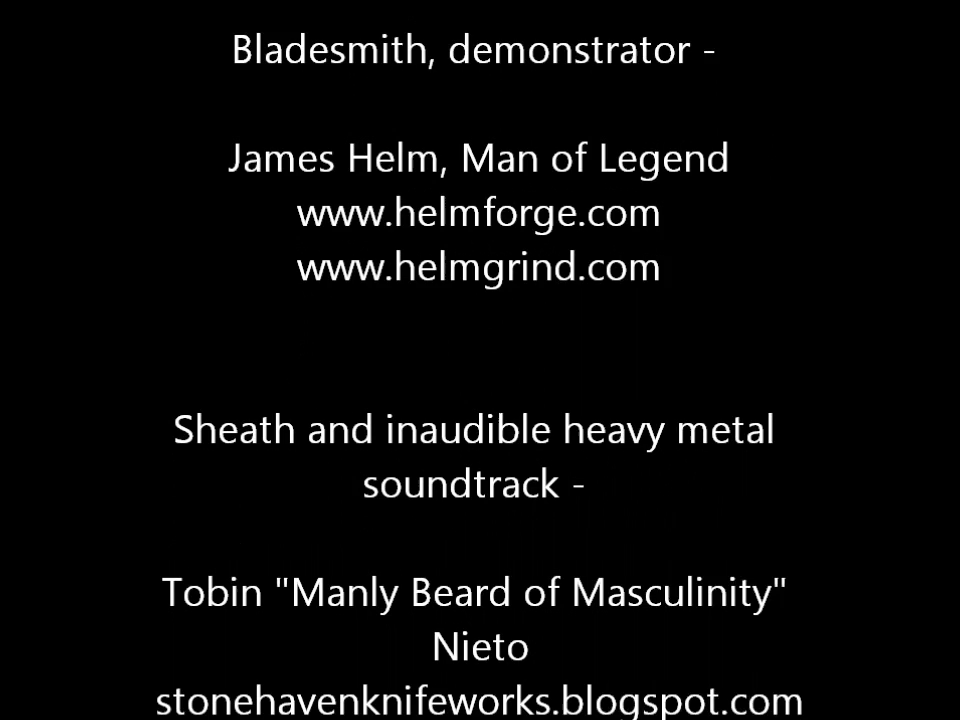 Bladesmith, demonstrator -
James Helm, Man of Legend
www.helmforge.com
www.helmgrind.com
Sheath and inaudible heavy metal
soundtrack -
Tobin "Manly Beard of Masculinity"
Nieto
stonehavenknifeworks.blogspot.com